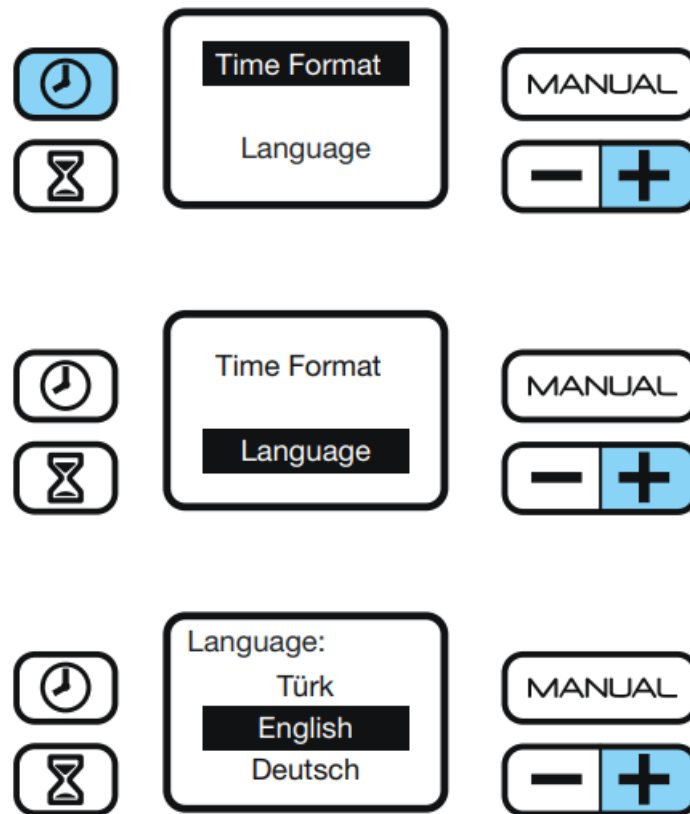 Time Format
MANUAL
Language
Time Format
MANUAL
Language
Language:
Türk
MANUAL
English
Deutsch